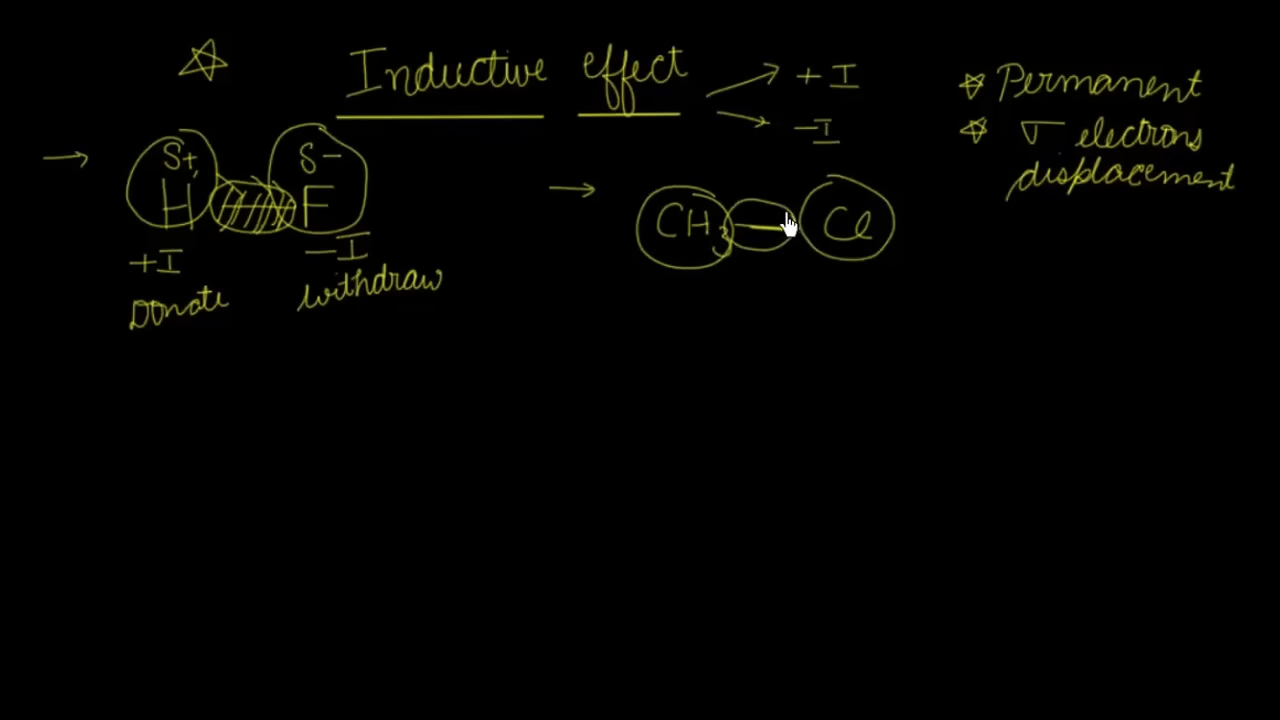 Inductive effect
+ I
- I
Permanent
σ electrons
displacement
δ+ δ-
H - F
+I -I
Donate withdraw
CH3 - Cl